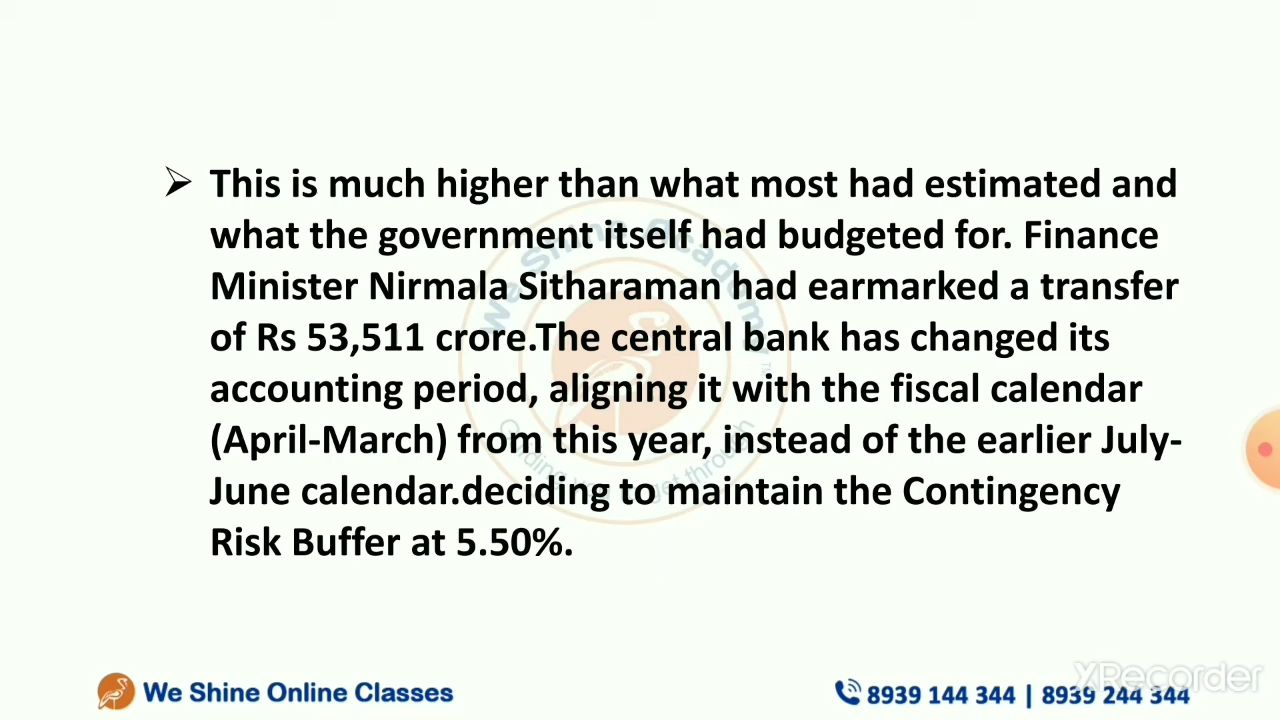 This is much higher than what most had estimated and
what the government itself had budgeted for. Finance
Minister Nirmala Sitharaman had earmarked a transfer
of Rs 53,511 crore.The central bank has changed its
accounting period, aligning it with the fiscal calendar
(April-March) from this year, instead of the earlier July-
June calendar.deciding to maintain the Contingency
Risk Buffer at 5.50%.
We Shine Academy
TM
XRecorder
We Shine Online Classes
8939 144 344 | 8939 244 344